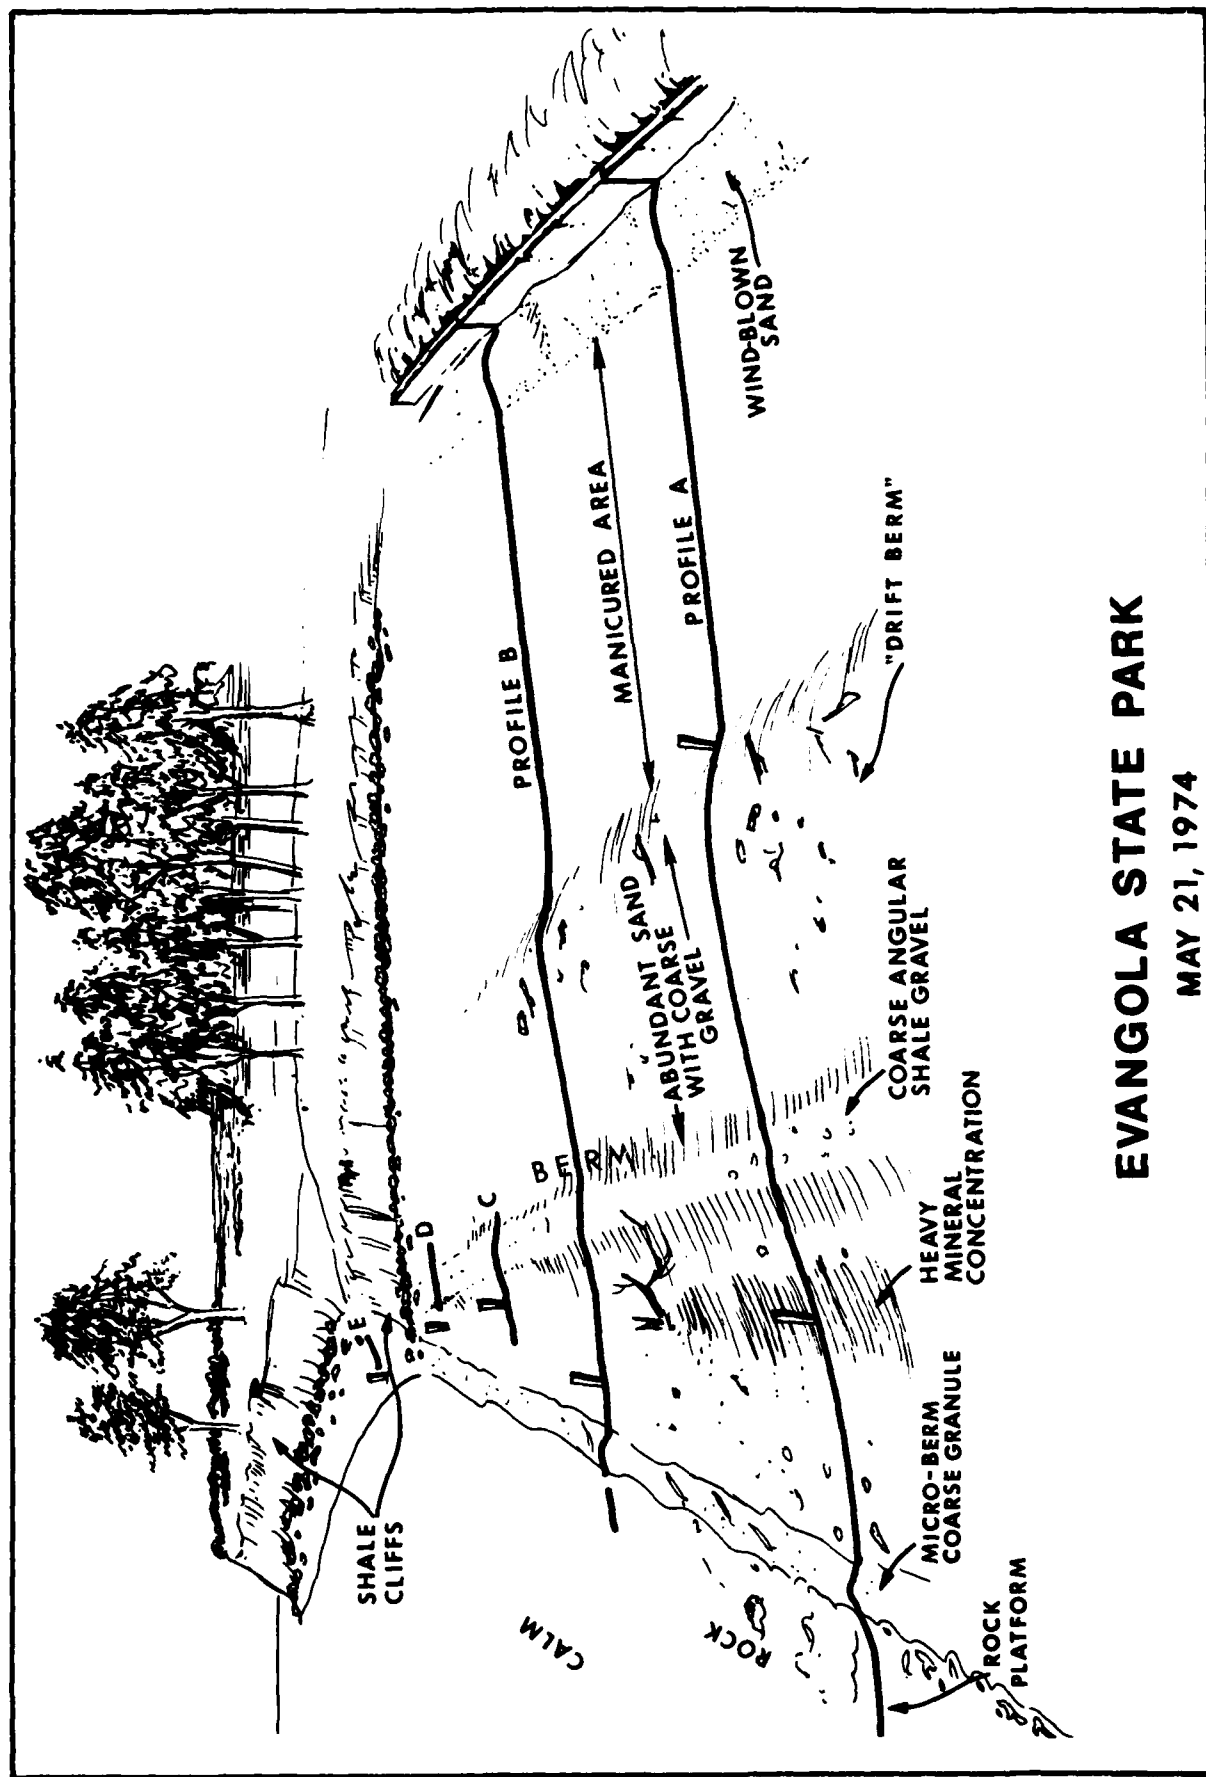 SHALE
CLIFFS
E
D
C
BERM
PROFILE B
MANICURED AREA
PROFILE A
ABUNDANT SAND
WITH COARSE
GRAVEL
WIND-BLOWN
SAND
"DRIFT BERM"
CALM
ROCK
ROCK
PLATFORM
MICRO-BERM
COARSE GRANULE
HEAVY
MINERAL
CONCENTRATION
COARSE ANGULAR
SHALE GRAVEL
EVANGOLA STATE PARK
MAY 21, 1974